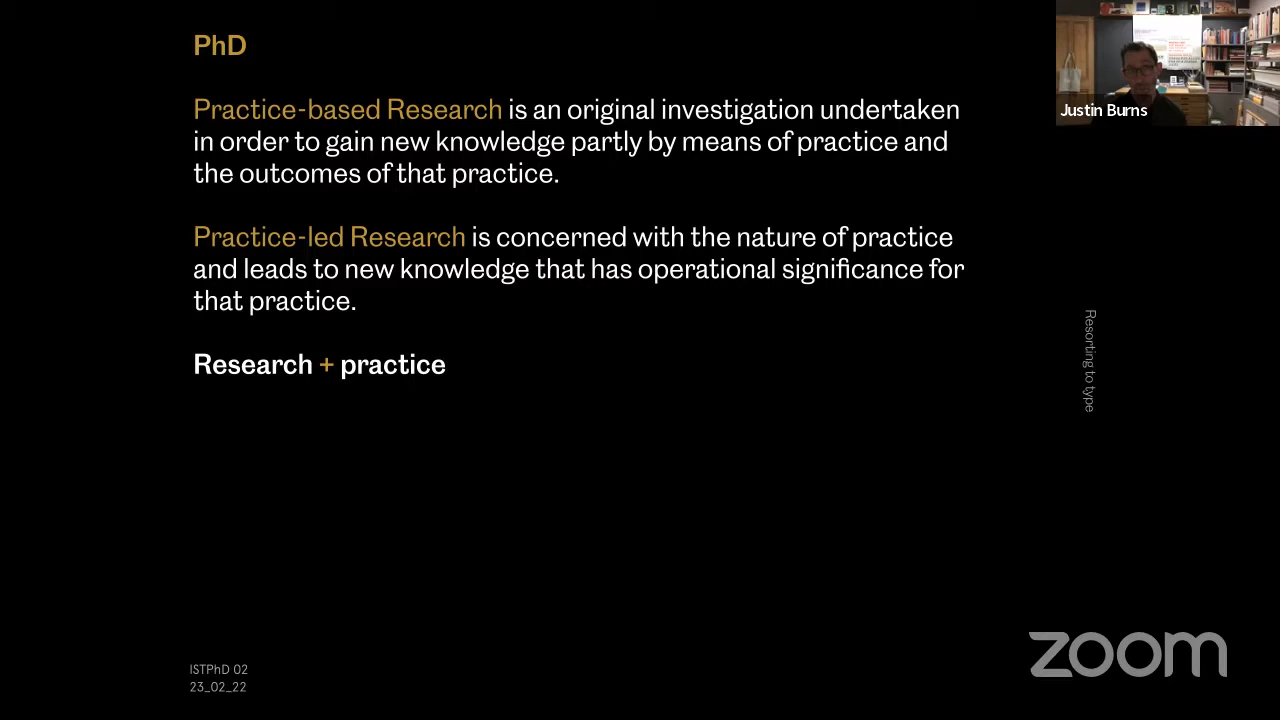 PhD
Practice-based Research is an original investigation undertaken
in order to gain new knowledge partly by means of practice and
the outcomes of that practice.
Practice-led Research is concerned with the nature of practice
and leads to new knowledge that has operational significance for
that practice.
Research + practice
Justin Burns
Resorting to type
ISTPhD 02
23_02_22
zoom